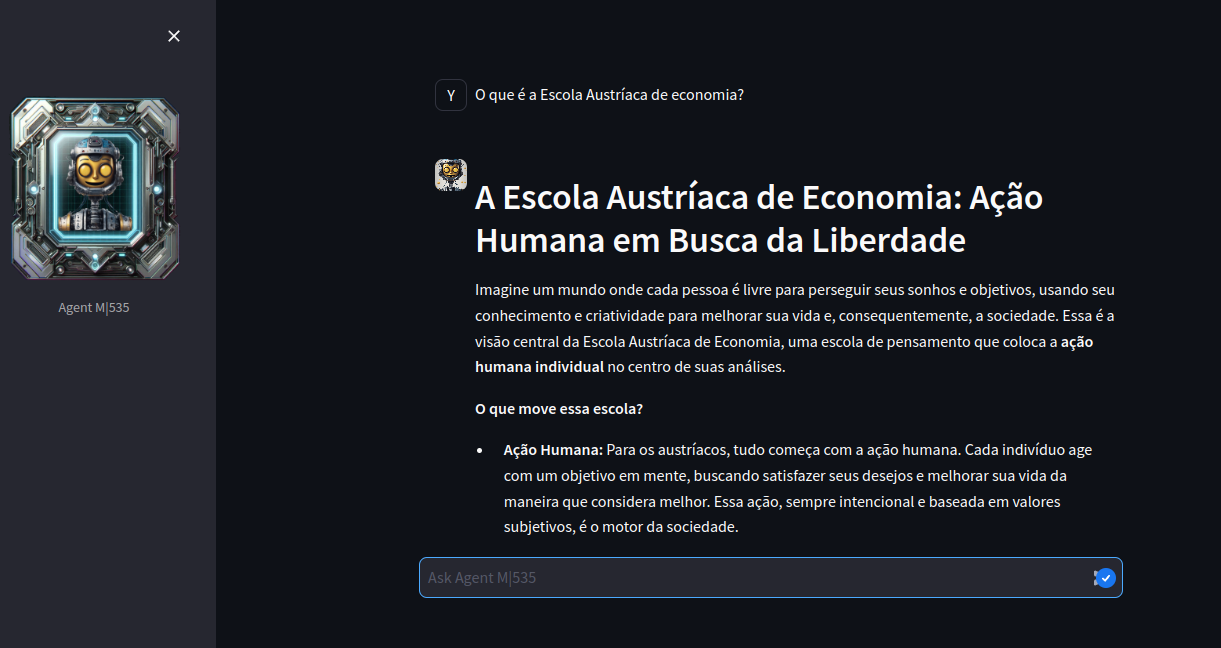 Y
O que é a Escola Austríaca de economia?
A Escola Austríaca de Economia: Ação
Humana em Busca da Liberdade
Imagine um mundo onde cada pessoa é livre para perseguir seus sonhos e objetivos, usando seu
conhecimento e criatividade para melhorar sua vida e, consequentemente, a sociedade. Essa é a
visão central da Escola Austríaca de Economia, uma escola de pensamento que coloca a ação
humana individual no centro de suas análises.
O que move essa escola?
Ação Humana: Para os austríacos, tudo começa com a ação humana. Cada indivíduo age
com um objetivo em mente, buscando satisfazer seus desejos e melhorar sua vida da
maneira que considera melhor. Essa ação, sempre intencional e baseada em valores
subjetivos, é o motor da sociedade.
Agent M|535
Ask Agent M|535